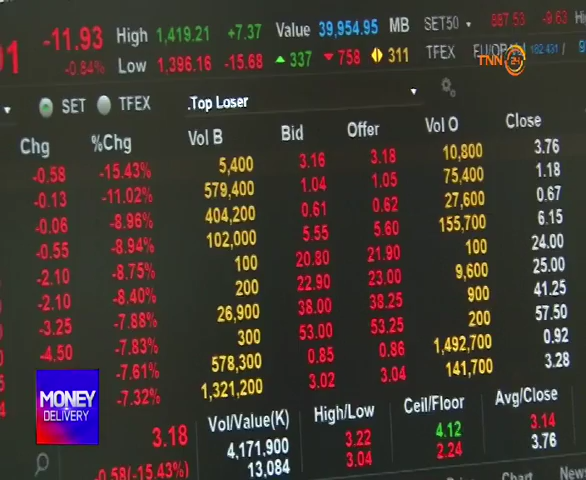 -11.93 High 1,419.21 +7.37 Value 39,954.95 MB SET50 887.53 -9.63
-0.84% Low 1,396.16 -15.68 337 758 311 TFEX
TNN 24
SET TFEX .Top Loser
Chg %Chg Vol B Bid Offer Vol O Close
-0.58 -15.43% 5,400 3.16 3.18 10,800 3.76
-0.13 -11.02% 579,400 1.04 1.05 75,400 1.18
-0.06 -8.96% 404,200 0.61 0.62 27,600 0.67
-0.55 -8.94% 102,000 5.55 5.60 155,700 6.15
-2.10 -8.75% 100 20.80 21.90 100 24.00
-2.10 -8.40% 200 22.90 23.00 9,600 25.00
-3.25 -7.88% 26,900 38.00 38.25 900 41.25
-4.50 -7.83% 300 53.00 53.25 200 57.50
-7.61% 578,300 0.85 0.86 1,492,700 0.92
-7.32% 1,321,200 3.02 3.04 141,700 3.28
MONEY
DELIVERY
Vol/Value(K) High/Low Ceil/Floor Avg/Close
3.18 4,171,900 3.22 4.12 3.14
-0.58(-15.43%) 13,084 3.04 2.24 3.76
Chart News